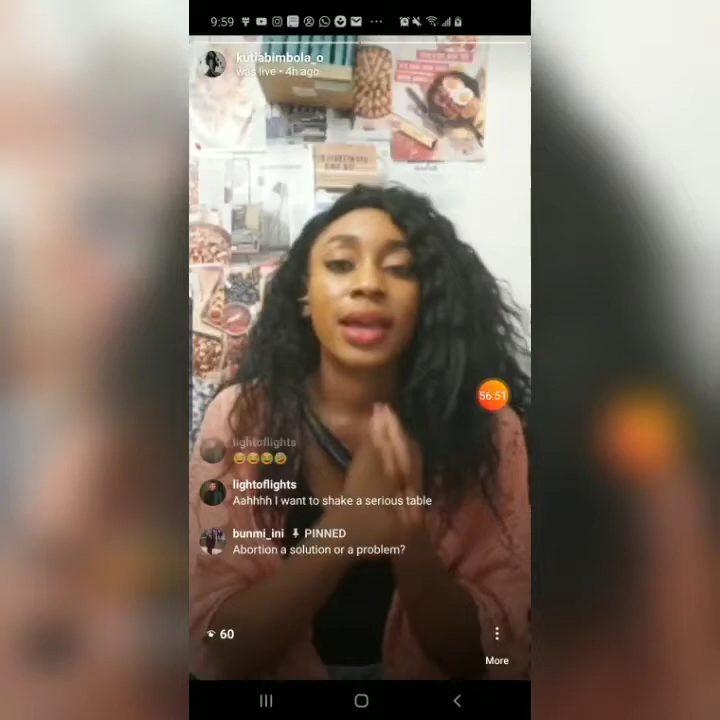 9:59
kutiabimbola_o
was live • 4h ago
56:51
lightoflights
😂😂😂🤣
lightoflights
Aahhhh I want to shake a serious table
bunmi_ini PINNED
Abortion a solution or a problem?
60
More